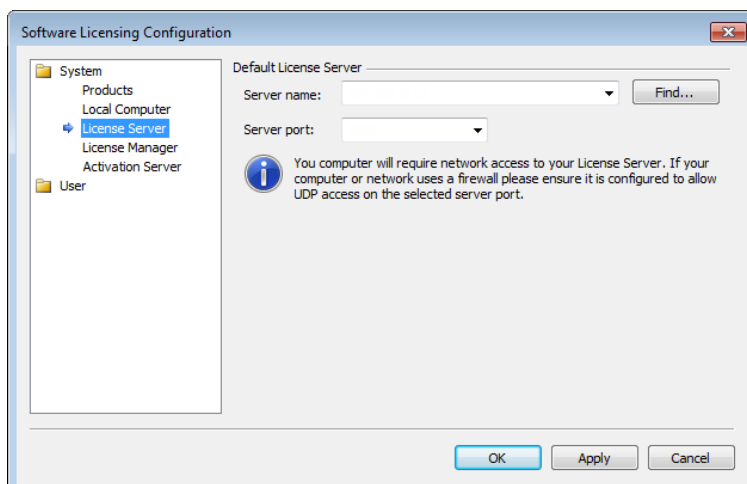 Software Licensing Configuration
System
Products
Local Computer
License Server
License Manager
Activation Server
User
Default License Server
Server name:
Find...
Server port:
You computer will require network access to your License Server. If your
computer or network uses a firewall please ensure it is configured to allow
UDP access on the selected server port.
OK
Apply
Cancel